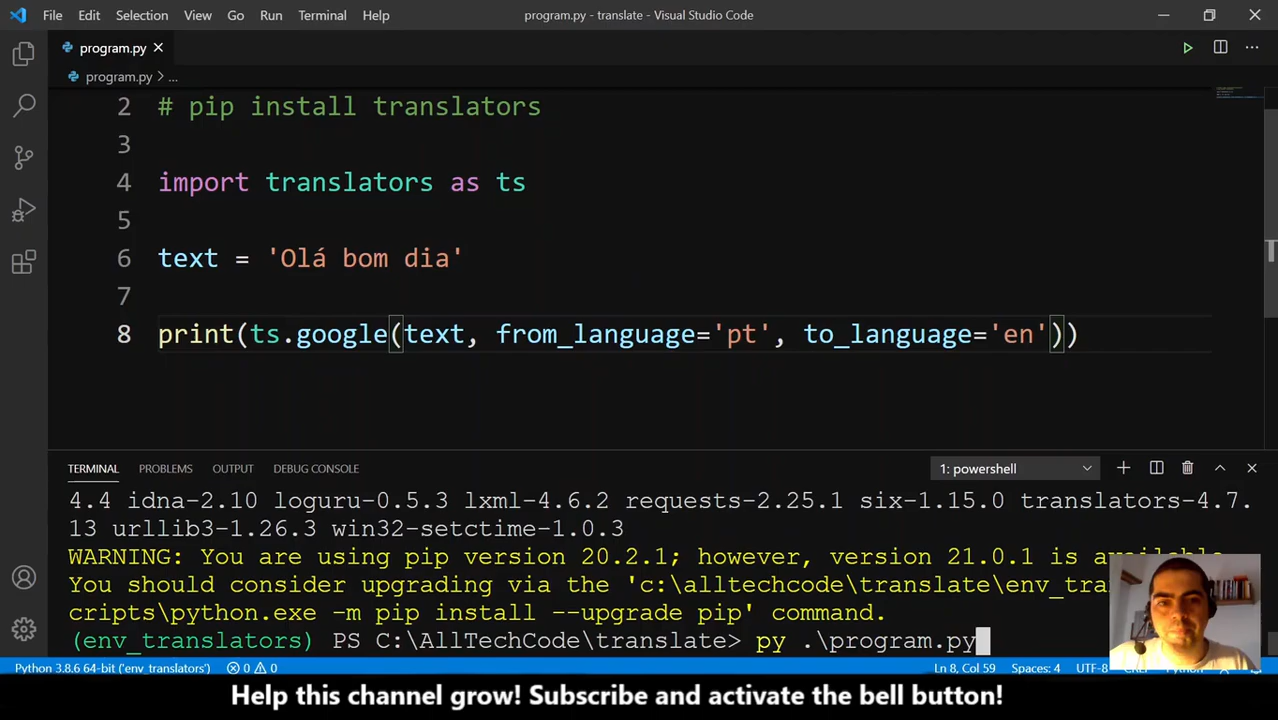 File Edit Selection View Go Run Terminal Help program.py - translate - Visual Studio Code
program.py
program.py > ...
2 # pip install translators
3
4 import translators as ts
5
6 text = 'Olá bom dia'
7
8 print(ts.google(text, from_language='pt', to_language='en'))
TERMINAL PROBLEMS OUTPUT DEBUG CONSOLE 1: powershell
4.4 idna-2.10 loguru-0.5.3 lxml-4.6.2 requests-2.25.1 six-1.15.0 translators-4.7.
13 urllib3-1.26.3 win32-setctime-1.0.3
WARNING: You are using pip version 20.2.1; however, version 21.0.1 is available.
You should consider upgrading via the 'c:\alltechcode\translate\env_tra
cripts\python.exe -m pip install --upgrade pip' command.
(env_translators) PS C:\AllTechCode\translate> py .\program.py
Python 3.8.6 64-bit ('env_translators') 0 0 Ln 8, Col 59 Spaces: 4 UTF-8 CRLF Python
Help this channel grow! Subscribe and activate the bell button!